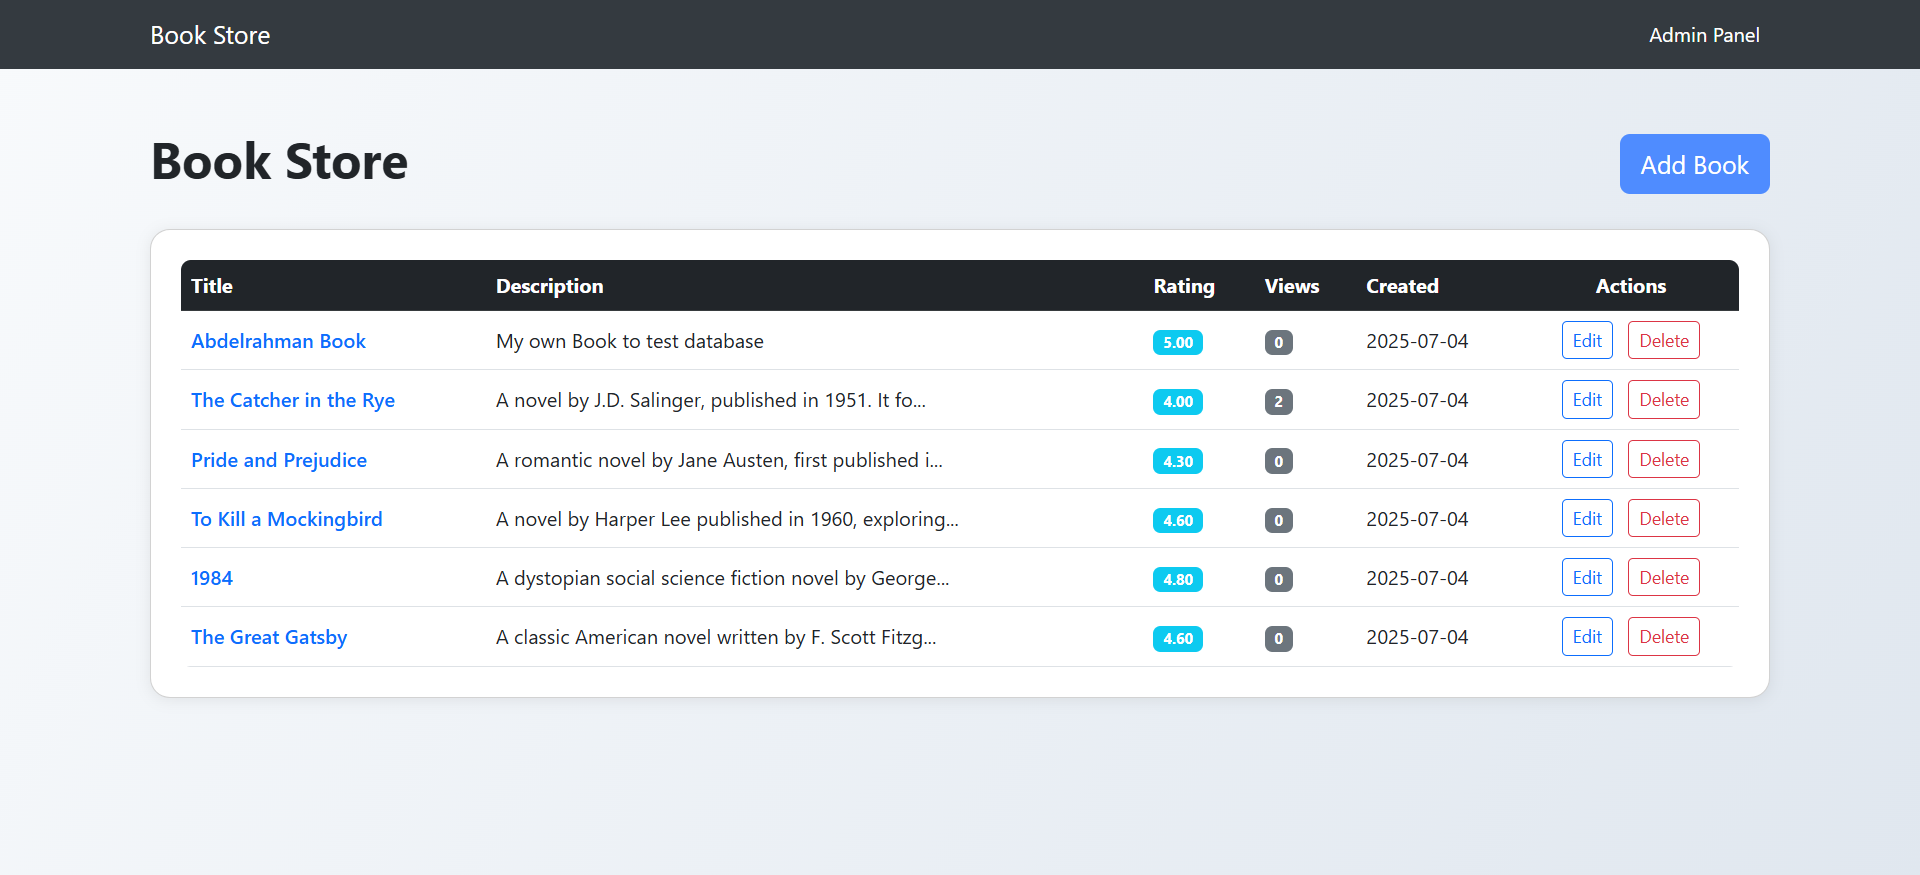 Book Store Admin Panel
Book Store Add Book
Title Description Rating Views Created Actions
Abdelrahman Book My own Book to test database 5.00 0 2025-07-04 Edit Delete
The Catcher in the Rye A novel by J.D. Salinger, published in 1951. It fo... 4.00 2 2025-07-04 Edit Delete
Pride and Prejudice A romantic novel by Jane Austen, first published i... 4.30 0 2025-07-04 Edit Delete
To Kill a Mockingbird A novel by Harper Lee published in 1960, exploring... 4.60 0 2025-07-04 Edit Delete
1984 A dystopian social science fiction novel by George... 4.80 0 2025-07-04 Edit Delete
The Great Gatsby A classic American novel written by F. Scott Fitzg... 4.60 0 2025-07-04 Edit Delete